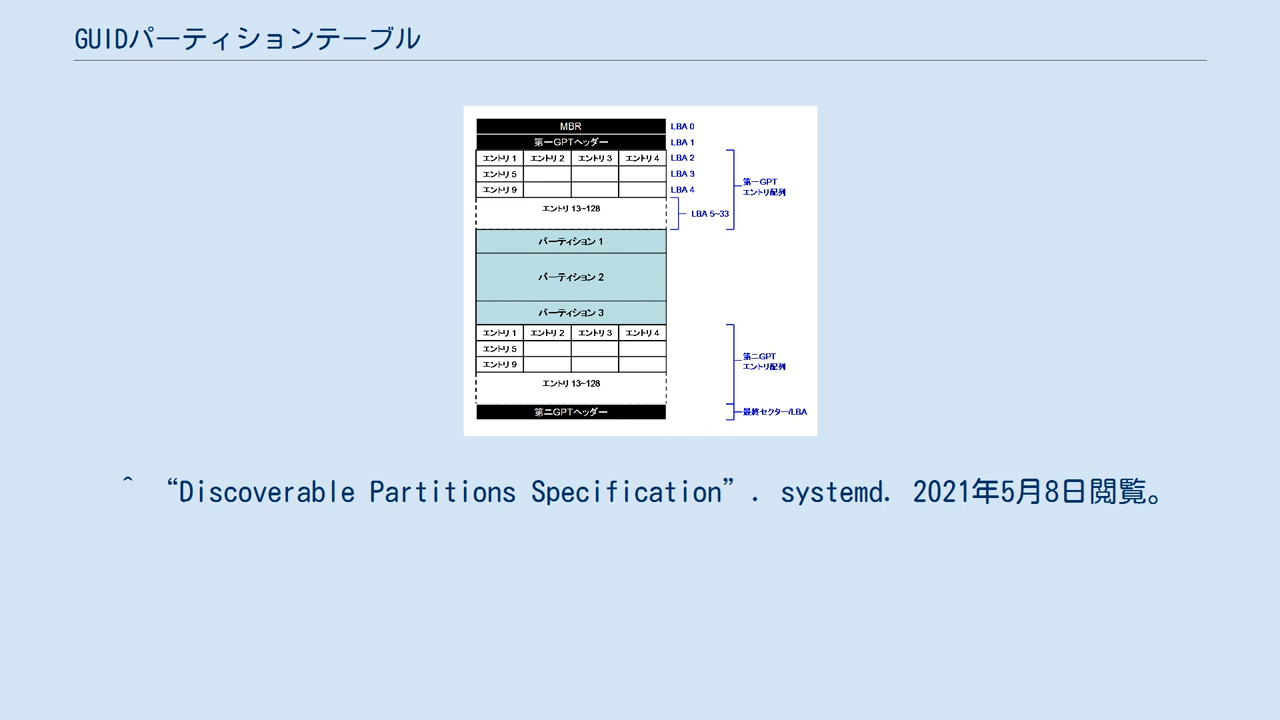 GUIDパーティションテーブル
MBR LBA 0
第一GPTヘッダー LBA 1
エントリ 1 エントリ 2 エントリ 3 エントリ 4 LBA 2
エントリ 5 LBA 3
第一GPT
エントリ配列
エントリ 9 LBA 4
エントリ 13~128 LBA 5~33
パーティション 1
パーティション 2
パーティション 3
エントリ 1 エントリ 2 エントリ 3 エントリ 4
エントリ 5
第二GPT
エントリ配列
エントリ 9
エントリ 13~128
第二GPTヘッダー 最終セクター/LBA
^ “Discoverable Partitions Specification”. systemd. 2021年5月8日閲覧。